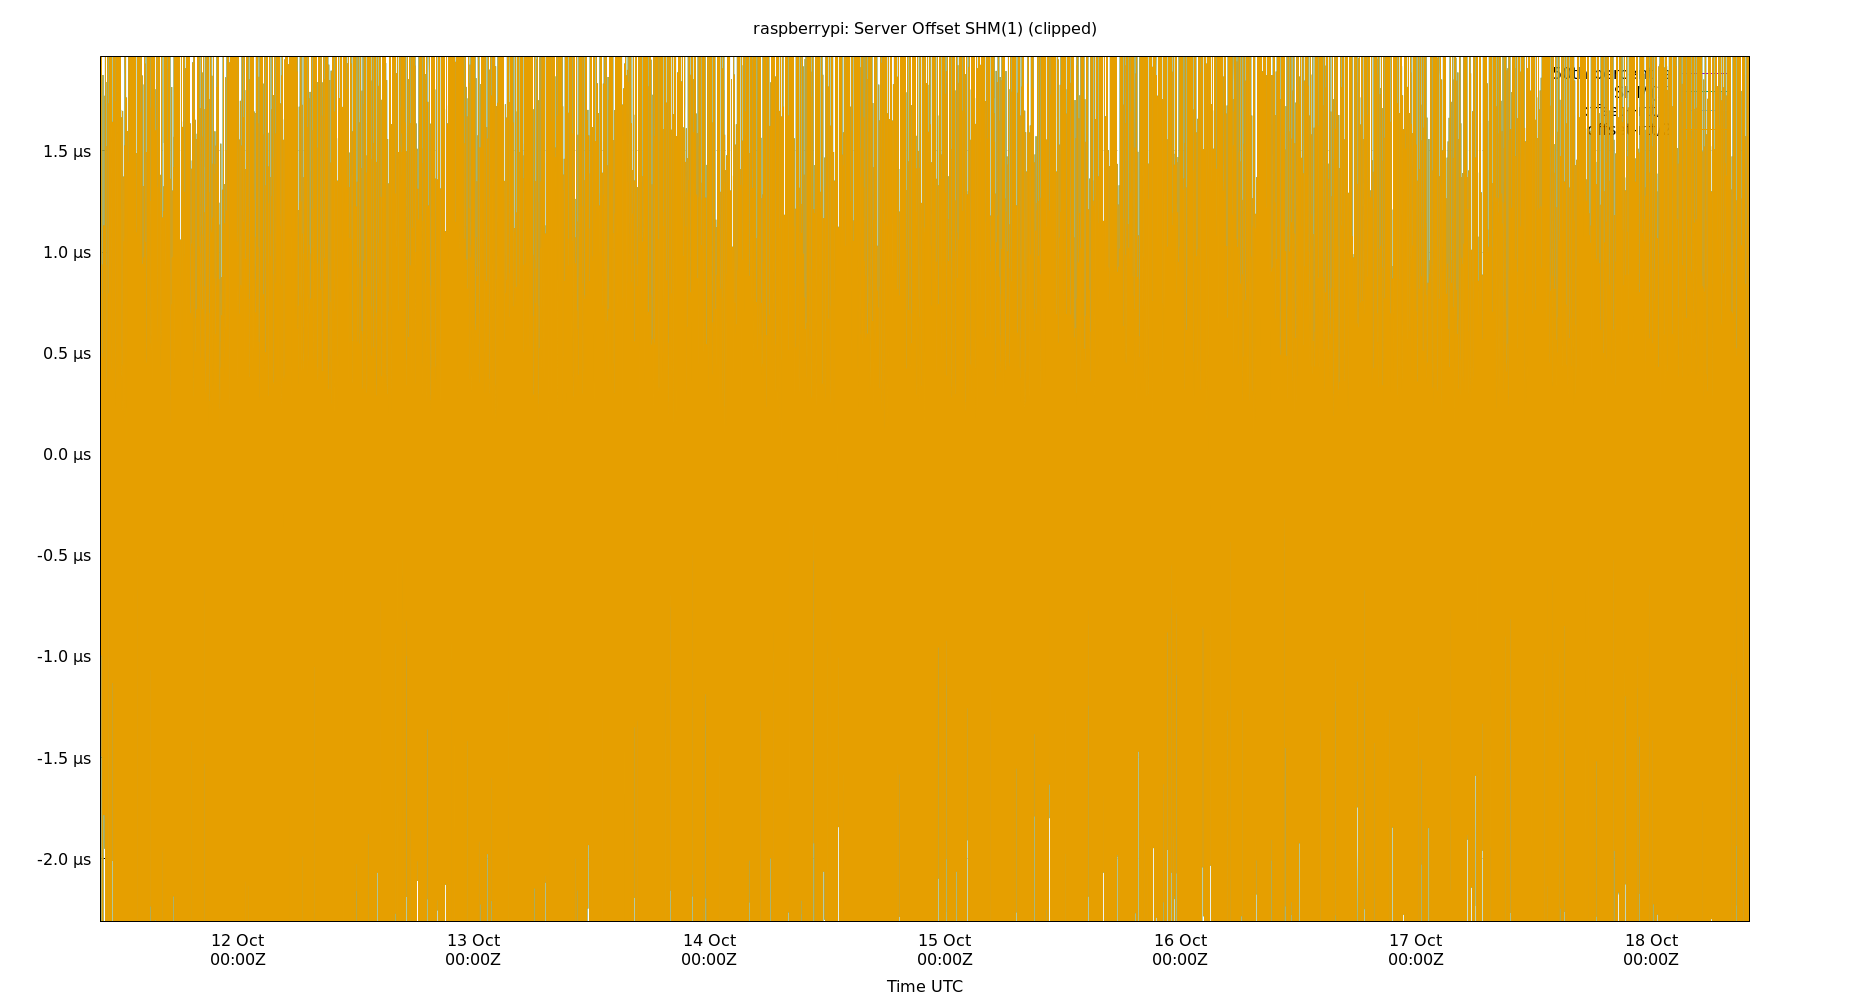 raspberrypi: Server Offset SHM(1) (clipped)
1.5 µs
1.0 µs
0.5 µs
0.0 µs
-0.5 µs
-1.0 µs
-1.5 µs
-2.0 µs
12 Oct 13 Oct 14 Oct 15 Oct 16 Oct 17 Oct 18 Oct
00:00Z 00:00Z 00:00Z 00:00Z 00:00Z 00:00Z 00:00Z
Time UTC